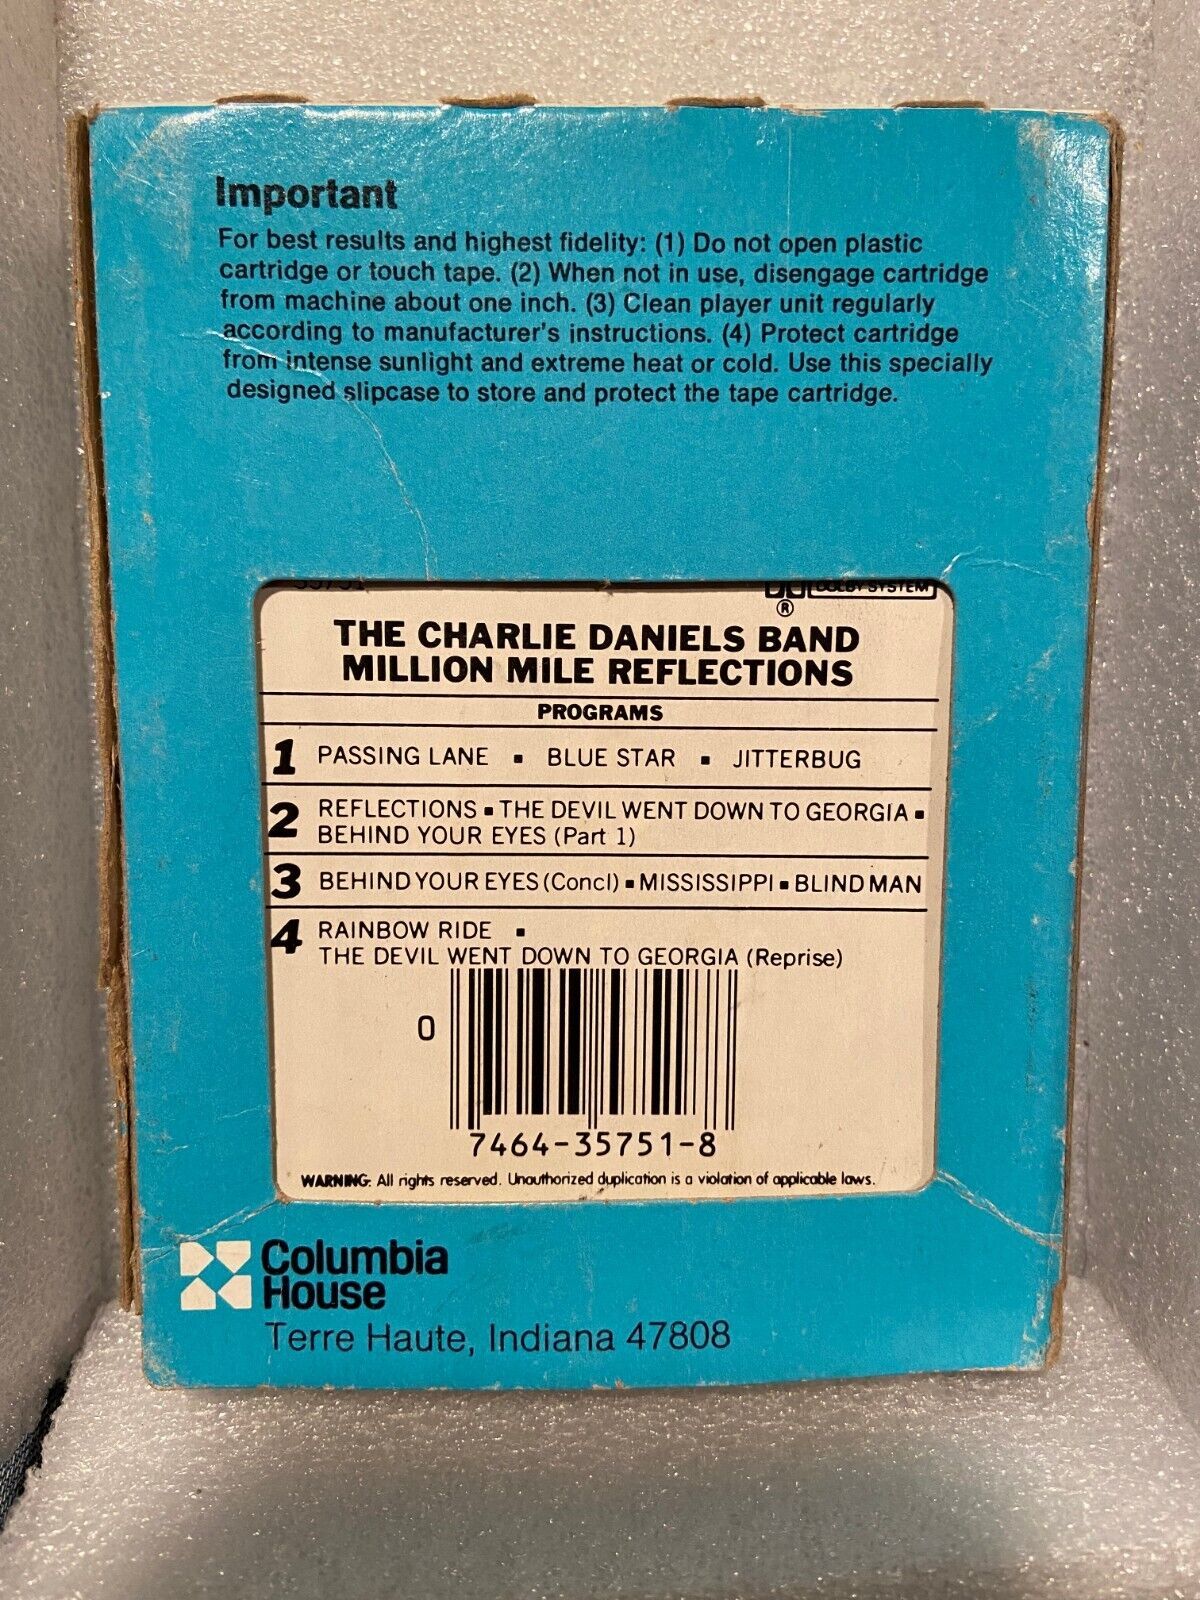 Important
For best results and highest fidelity: (1) Do not open plastic
cartridge or touch tape. (2) When not in use, disengage cartridge
from machine about one inch. (3) Clean player unit regularly
according to manufacturer's instructions. (4) Protect cartridge
from intense sunlight and extreme heat or cold. Use this specially
designed slipcase to store and protect the tape cartridge.
35751 DOLBY SYSTEM
®
THE CHARLIE DANIELS BAND
MILLION MILE REFLECTIONS
PROGRAMS
1 PASSING LANE ▪ BLUE STAR ▪ JITTERBUG
2 REFLECTIONS ▪ THE DEVIL WENT DOWN TO GEORGIA ▪
BEHIND YOUR EYES (Part 1)
3 BEHIND YOUR EYES (Concl) ▪ MISSISSIPPI ▪ BLIND MAN
4 RAINBOW RIDE ▪
THE DEVIL WENT DOWN TO GEORGIA (Reprise)
0
7464-35751-8
WARNING: All rights reserved. Unauthorized duplication is a violation of applicable laws.
Columbia
House
Terre Haute, Indiana 47808